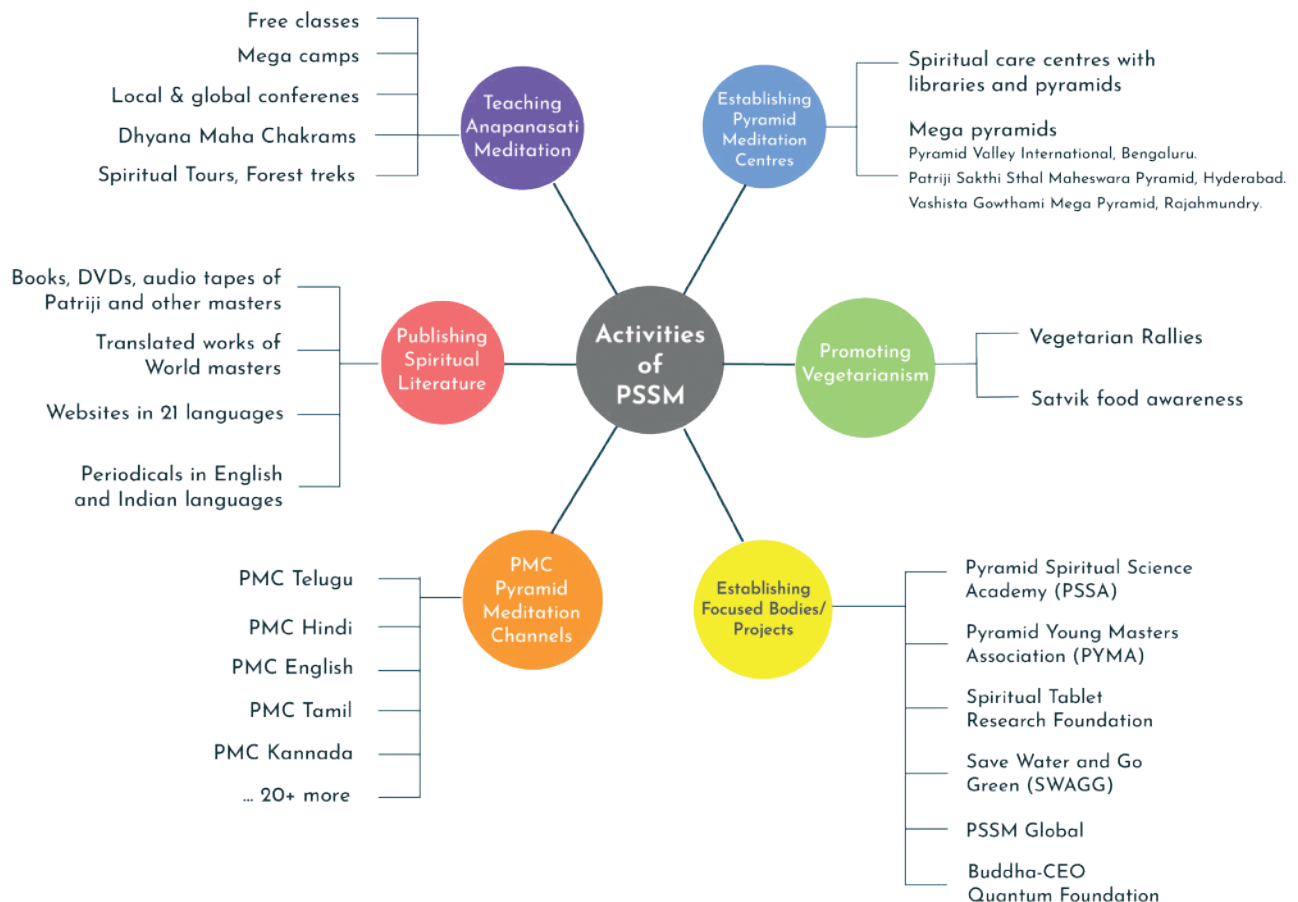 Activities
of
PSSM
Teaching
Anapanasati
Meditation
Free classes
Mega camps
Local & global conferenes
Dhyana Maha Chakrams
Spiritual Tours, Forest treks
Establishing
Pyramid
Meditation
Centres
Spiritual care centres with
libraries and pyramids
Mega pyramids
Pyramid Valley International, Bengaluru.
Patriji Sakthi Sthal Maheswara Pyramid, Hyderabad.
Vashista Gowthami Mega Pyramid, Rajahmundry.
Publishing
Spiritual
Literature
Books, DVDs, audio tapes of
Patriji and other masters
Translated works of
World masters
Websites in 21 languages
Periodicals in English
and Indian languages
Promoting
Vegetarianism
Vegetarian Rallies
Satvik food awareness
PMC
Pyramid
Meditation
Channels
PMC Telugu
PMC Hindi
PMC English
PMC Tamil
PMC Kannada
... 20+ more
Establishing
Focused Bodies/
Projects
Pyramid Spiritual Science
Academy (PSSA)
Pyramid Young Masters
Association (PYMA)
Spiritual Tablet
Research Foundation
Save Water and Go
Green (SWAGG)
PSSM Global
Buddha-CEO
Quantum Foundation